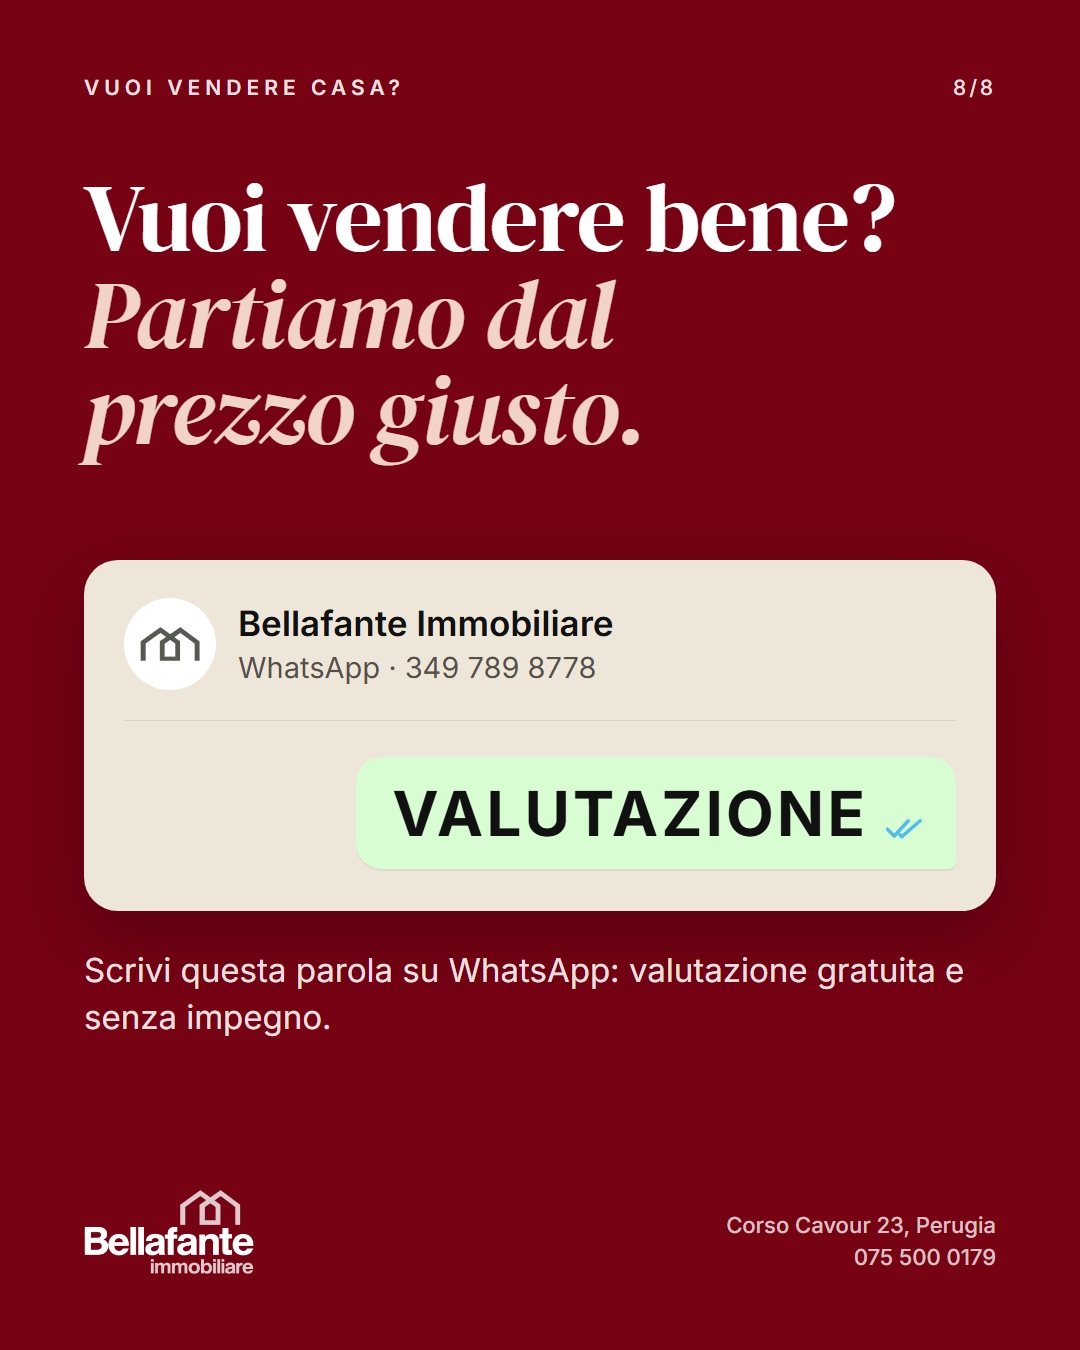 VUOI VENDERE CASA?
8/8
Vuoi vendere bene?
Partiamo dal
prezzo giusto.
Bellafante Immobiliare
WhatsApp · 349 789 8778
VALUTAZIONE
Scrivi questa parola su WhatsApp: valutazione gratuita e
senza impegno.
Bellafante
immobiliare
Corso Cavour 23, Perugia
075 500 0179